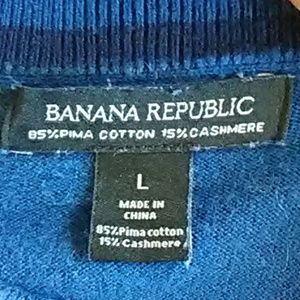 BANANA REPUBLIC
85%PIMA COTTON 15%CASHMERE
L
MADE IN
CHINA
85%Pima cotton
15% Cashmere